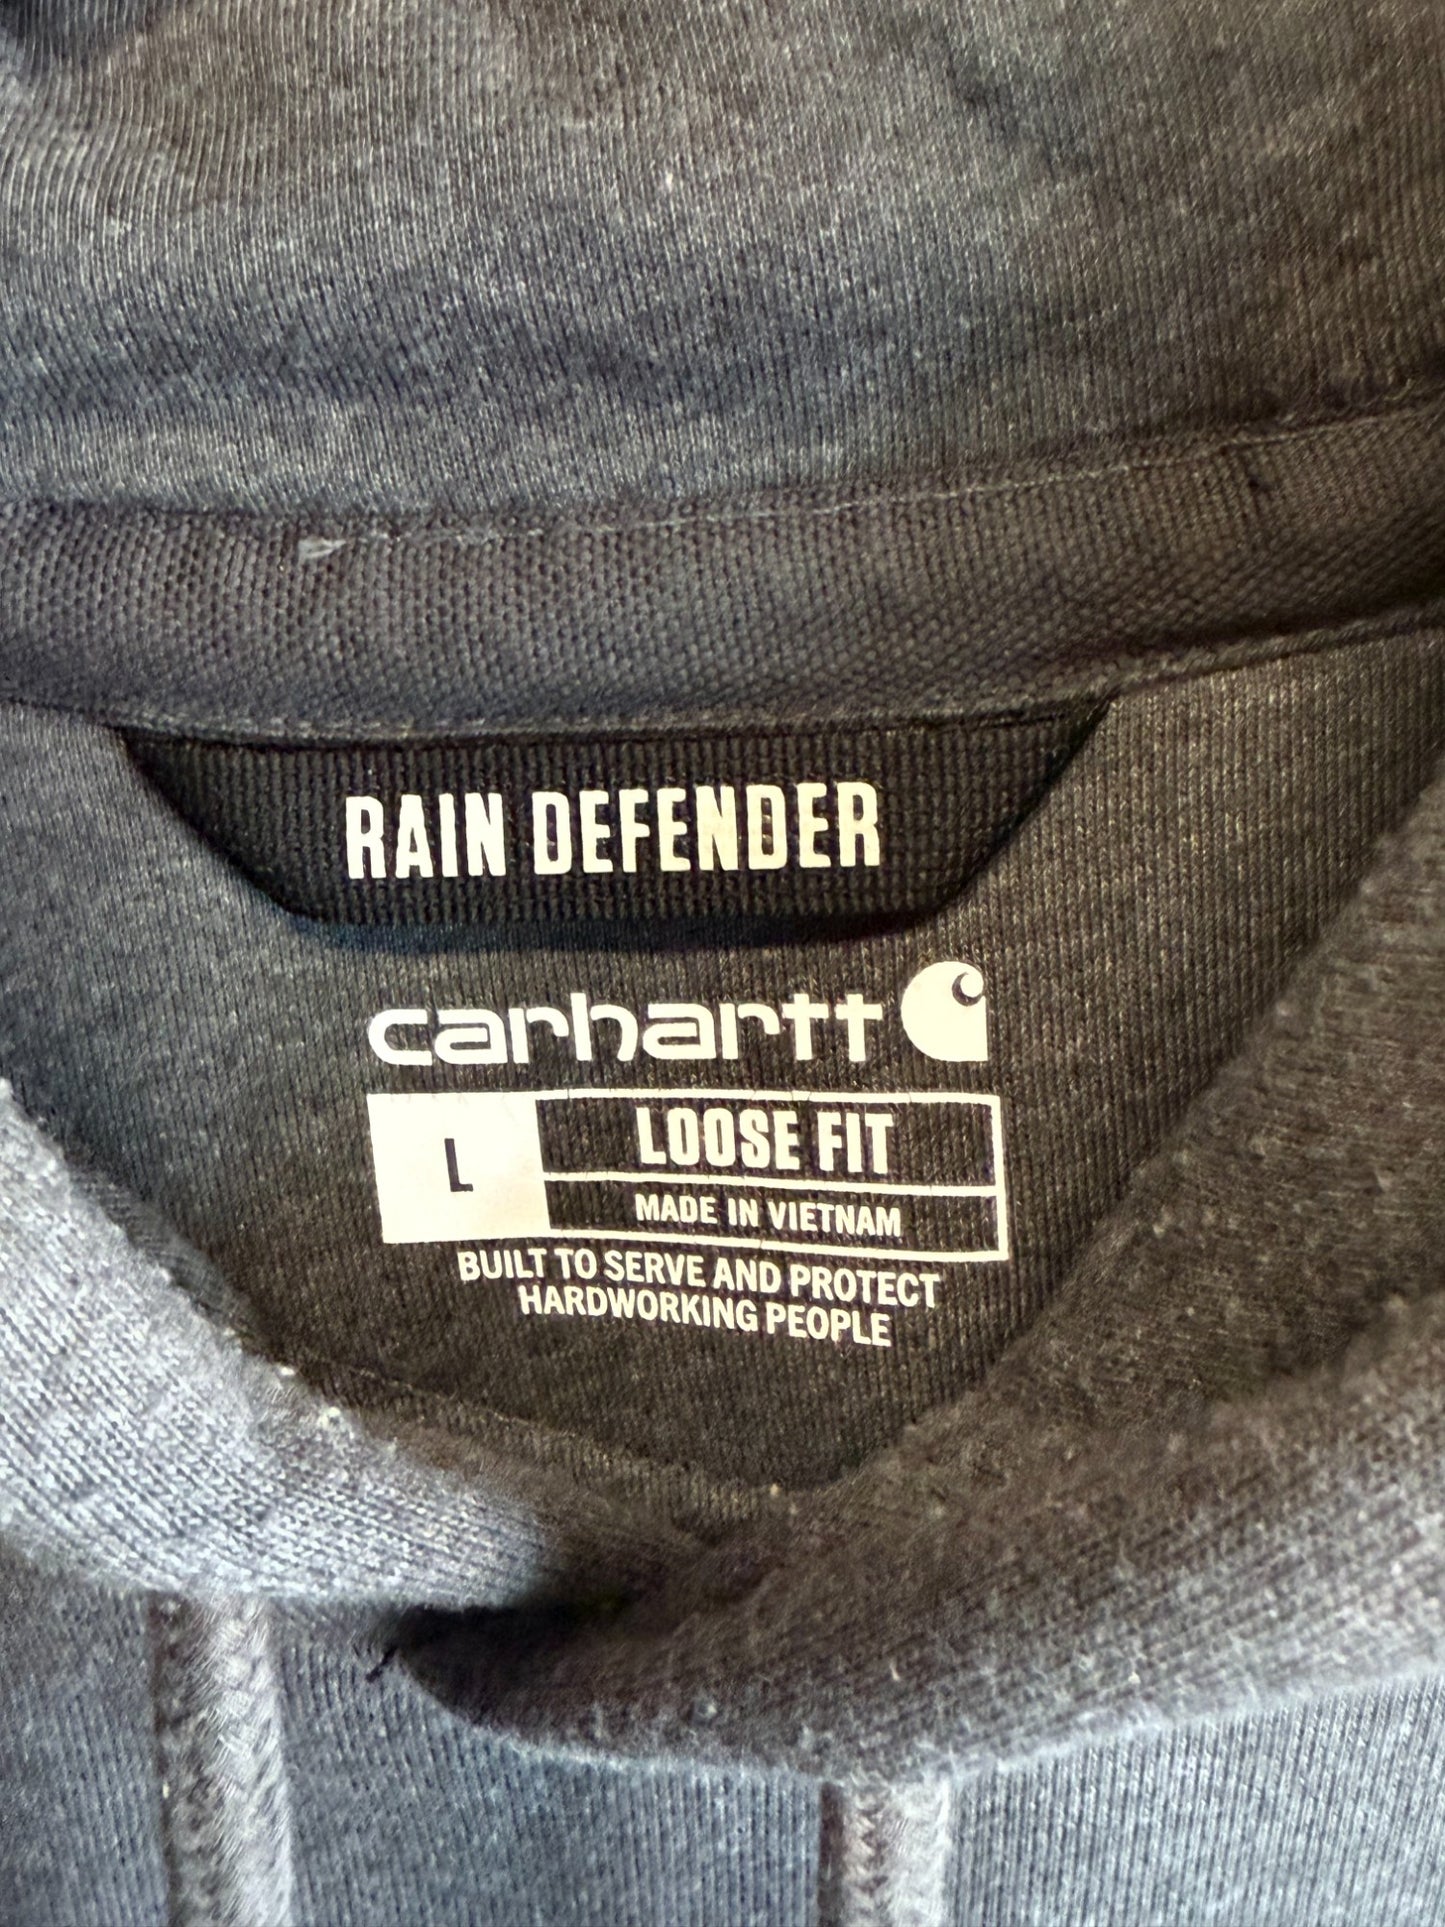 RAIN DEFENDER
carhartt
L
LOOSE FIT
MADE IN VIETNAM
BUILT TO SERVE AND PROTECT
HARDWORKING PEOPLE